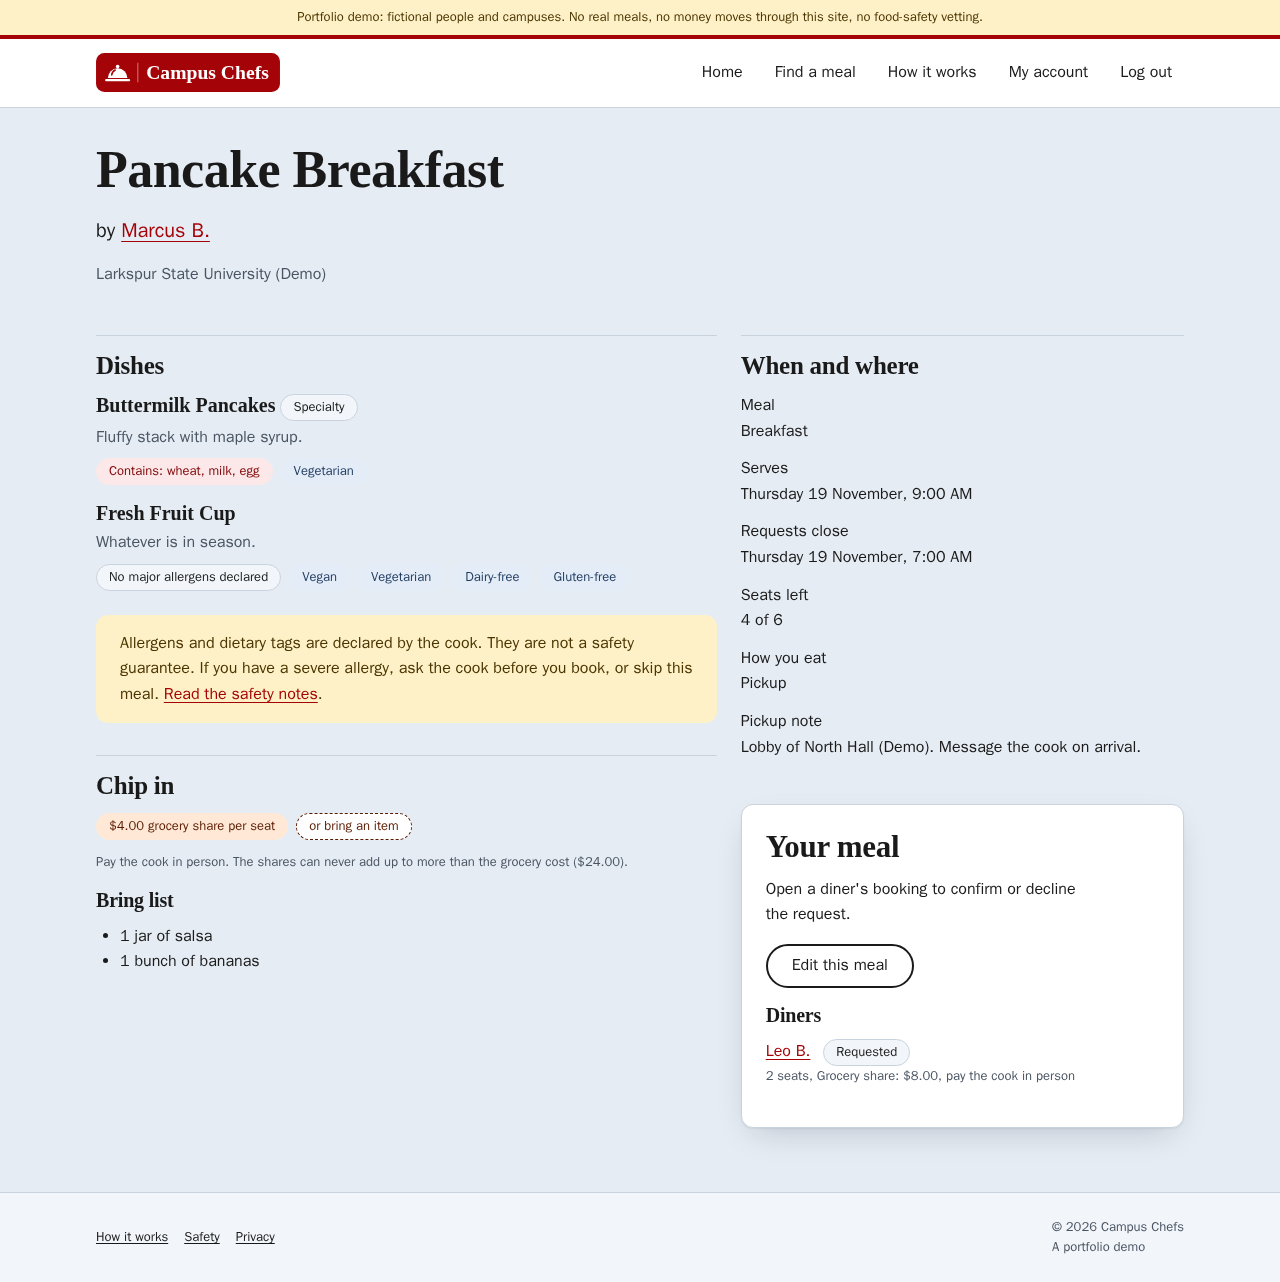 Portfolio demo: fictional people and campuses. No real meals, no money moves through this site, no food-safety vetting.
Campus Chefs
Home
Find a meal
How it works
My account
Log out
Pancake Breakfast
by Marcus B.
Larkspur State University (Demo)
Dishes
Buttermilk Pancakes Specialty
Fluffy stack with maple syrup.
Contains: wheat, milk, egg Vegetarian
Fresh Fruit Cup
Whatever is in season.
No major allergens declared Vegan Vegetarian Dairy-free Gluten-free
Allergens and dietary tags are declared by the cook. They are not a safety
guarantee. If you have a severe allergy, ask the cook before you book, or skip this
meal. Read the safety notes.
Chip in
$4.00 grocery share per seat or bring an item
Pay the cook in person. The shares can never add up to more than the grocery cost ($24.00).
Bring list
1 jar of salsa
1 bunch of bananas
When and where
Meal
Breakfast
Serves
Thursday 19 November, 9:00 AM
Requests close
Thursday 19 November, 7:00 AM
Seats left
4 of 6
How you eat
Pickup
Pickup note
Lobby of North Hall (Demo). Message the cook on arrival.
Your meal
Open a diner's booking to confirm or decline
the request.
Edit this meal
Diners
Leo B. Requested
2 seats, Grocery share: $8.00, pay the cook in person
How it works Safety Privacy
© 2026 Campus Chefs
A portfolio demo